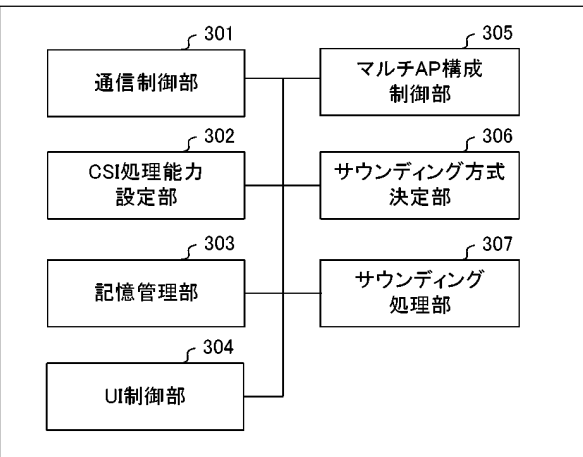 301
通信制御部
302
CSI処理能力
設定部
303
記憶管理部
304
UI制御部
305
マルチAP構成
制御部
306
サウンディング方式
決定部
307
サウンディング
処理部